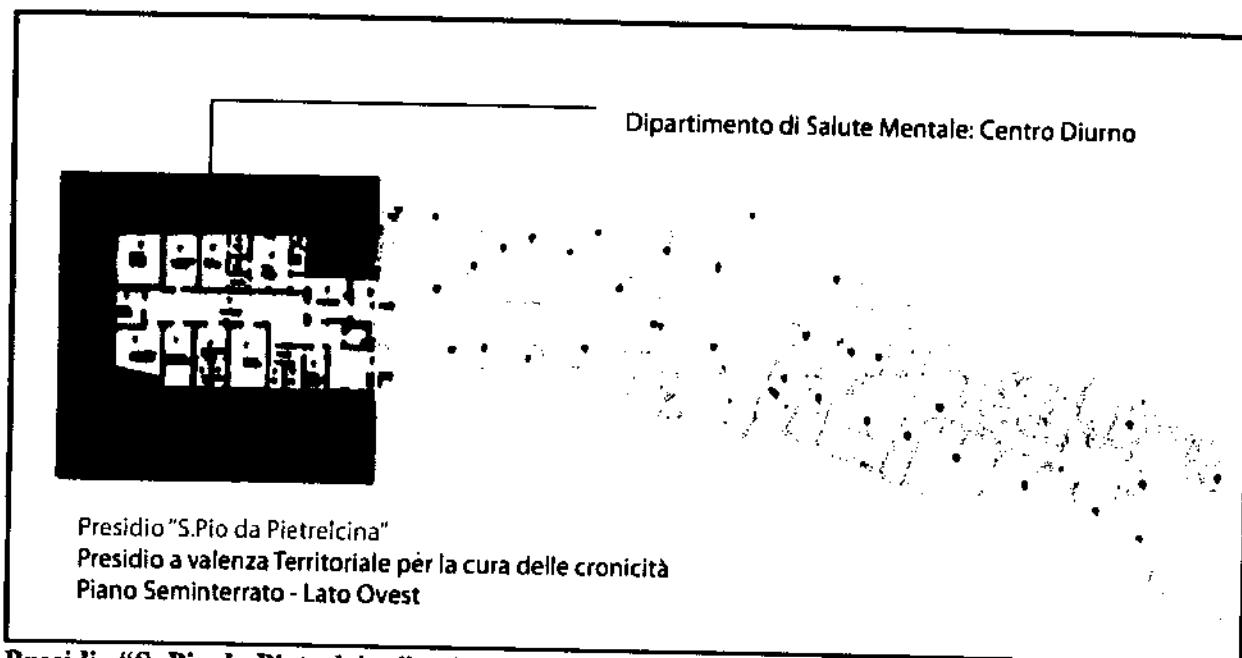 Dipartimento di Salute Mentale: Centro Diurno
Presidio "S.Pio da Pietrelcina"
Presidio a valenza Territoriale per la cura delle cronicità
Piano Seminterrato - Lato Ovest